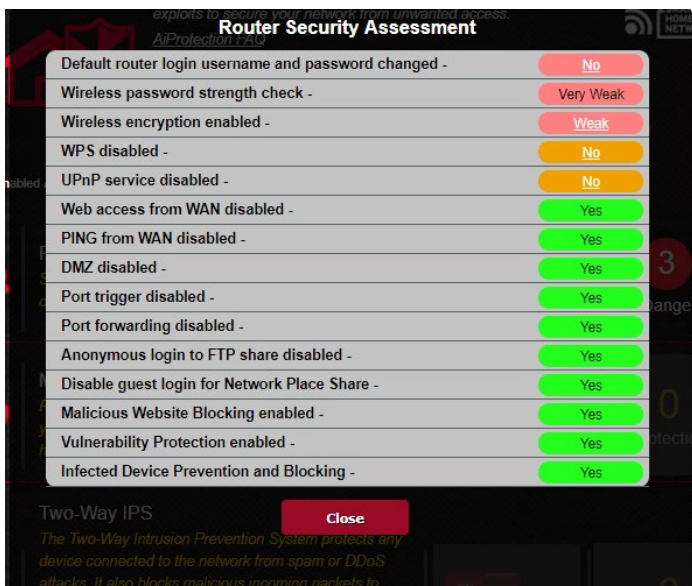 exploits to secure your network from unwanted access.
Router Security Assessment
AiProtection FAQ
HOME
NETW
Default router login username and password changed - No
Wireless password strength check - Very Weak
Wireless encryption enabled - Weak
WPS disabled - No
UPnP service disabled - No
nabled
Web access from WAN disabled - Yes
PING from WAN disabled - Yes
DMZ disabled - Yes
3
Port trigger disabled - Yes
Port forwarding disabled - Yes
Anonymous login to FTP share disabled - Yes
Disable guest login for Network Place Share - Yes
Malicious Website Blocking enabled - Yes
0
Vulnerability Protection enabled - Yes
Infected Device Prevention and Blocking - Yes
Two-Way IPS
Close
The Two-Way Intrusion Prevention System protects any
device connected to the network from spam or DDoS
attacks. It also blocks malicious incoming packets to